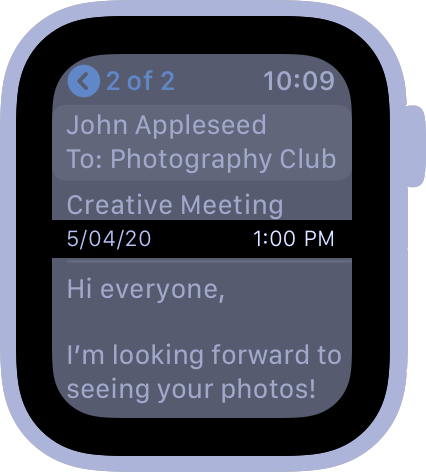 2 of 2 10:09
John Appleseed
To: Photography Club
Creative Meeting
5/04/20 1:00 PM
Hi everyone,
I’m looking forward to
seeing your photos!